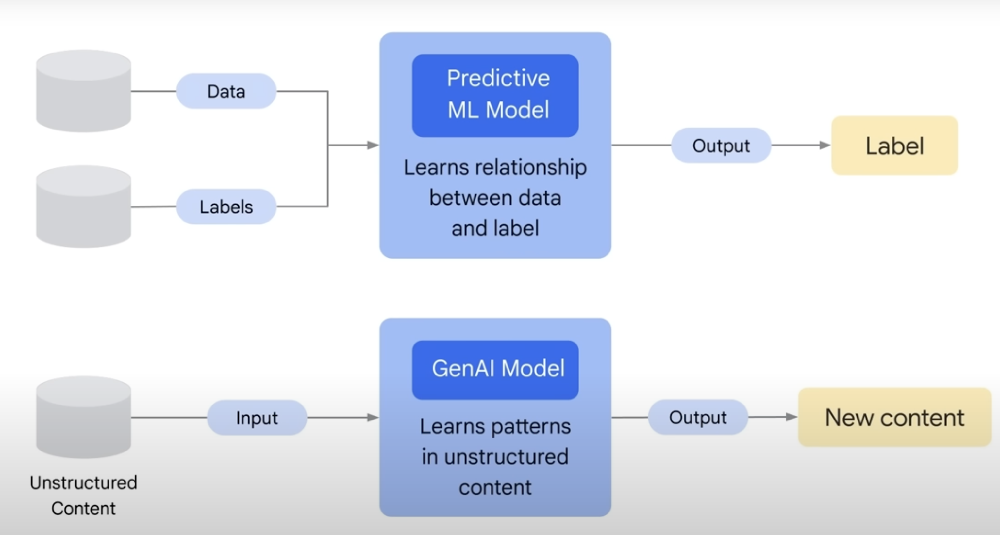 Data
Labels
Predictive
ML Model
Learns relationship
between data
and label
Output
Label
Unstructured
Content
Input
GenAI Model
Learns patterns
in unstructured
content
Output
New content